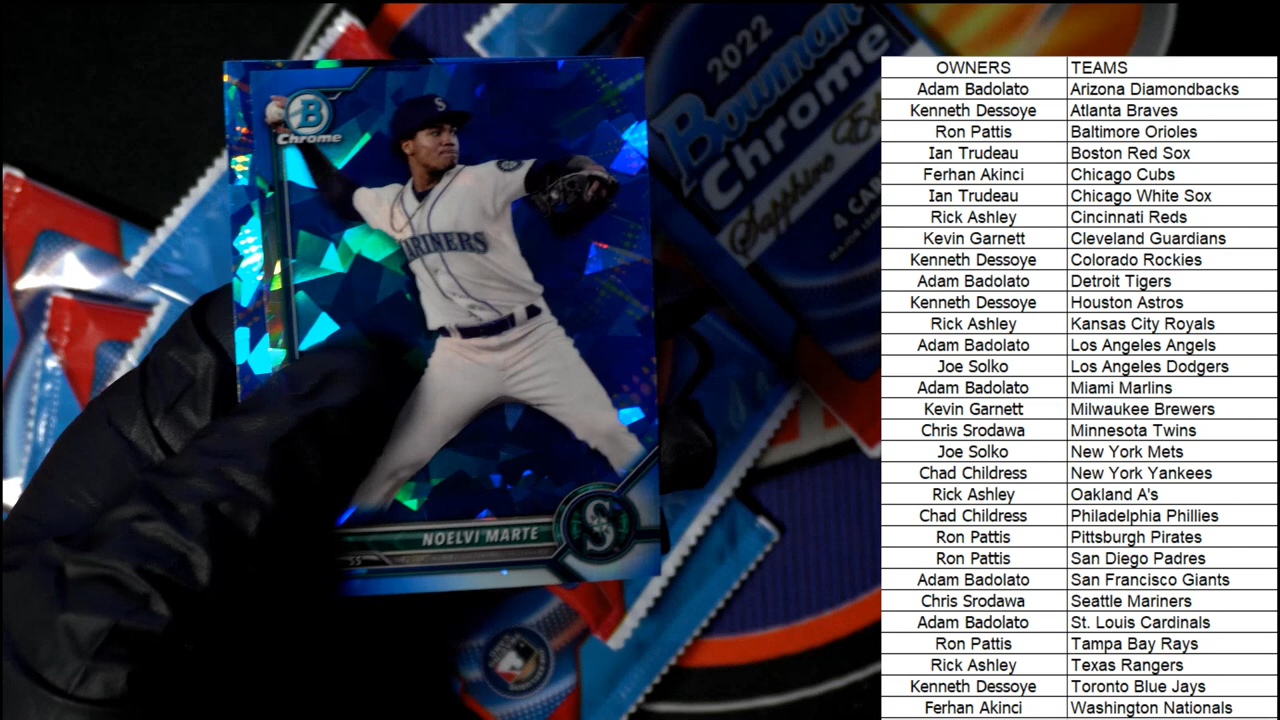 B
Chrome
S
MARINERS
NOELVI MARTE
SS
S
2022
Bowman
Chrome
Sapphire
4 CAR
OWNERS TEAMS
Adam Badolato Arizona Diamondbacks
Kenneth Dessoye Atlanta Braves
Ron Pattis Baltimore Orioles
Ian Trudeau Boston Red Sox
Ferhan Akinci Chicago Cubs
Ian Trudeau Chicago White Sox
Rick Ashley Cincinnati Reds
Kevin Garnett Cleveland Guardians
Kenneth Dessoye Colorado Rockies
Adam Badolato Detroit Tigers
Kenneth Dessoye Houston Astros
Rick Ashley Kansas City Royals
Adam Badolato Los Angeles Angels
Joe Solko Los Angeles Dodgers
Adam Badolato Miami Marlins
Kevin Garnett Milwaukee Brewers
Chris Srodawa Minnesota Twins
Joe Solko New York Mets
Chad Childress New York Yankees
Rick Ashley Oakland A's
Chad Childress Philadelphia Phillies
Ron Pattis Pittsburgh Pirates
Ron Pattis San Diego Padres
Adam Badolato San Francisco Giants
Chris Srodawa Seattle Mariners
Adam Badolato St. Louis Cardinals
Ron Pattis Tampa Bay Rays
Rick Ashley Texas Rangers
Kenneth Dessoye Toronto Blue Jays
Ferhan Akinci Washington Nationals